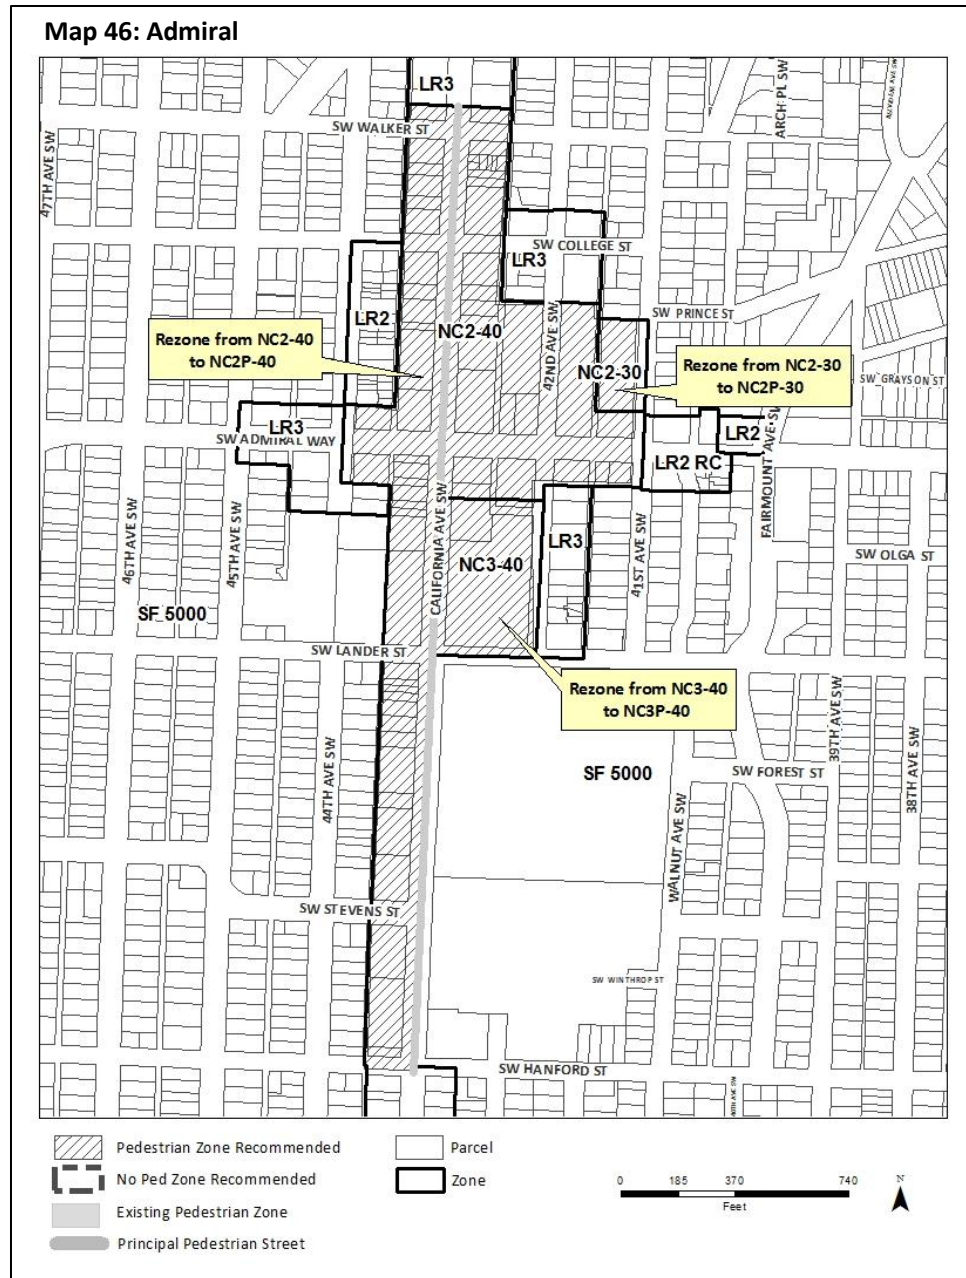 Map 46: Admiral
LR3
SW WALKER ST
47TH AVE SW
ARCH PL SW
SW COLLEGE ST
LR3
LR2
SW PRINCE ST
NC2-40
42ND AVE SW
Rezone from NC2-40
to NC2P-40
NC2-30
Rezone from NC2-30
to NC2P-30
SW GRAYSON ST
LR3
SW ADMIRAL WAY
LR2
LR2 RC
FAIRMOUNT AVE SW
CALIFORNIA AVE SW
46TH AVE SW
45TH AVE SW
NC3-40
LR3
41ST AVE SW
SW OLGA ST
SF 5000
SW LANDER ST
Rezone from NC3-40
to NC3P-40
44TH AVE SW
39TH AVE SW
38TH AVE SW
SF 5000
SW FOREST ST
WALNUT AVE SW
SW STEVENS ST
SW WINTHROP ST
SW HANFORD ST
40TH AVE SW
Pedestrian Zone Recommended
No Ped Zone Recommended
Existing Pedestrian Zone
Principal Pedestrian Street
Parcel
Zone
0 185 370 740
Feet
N